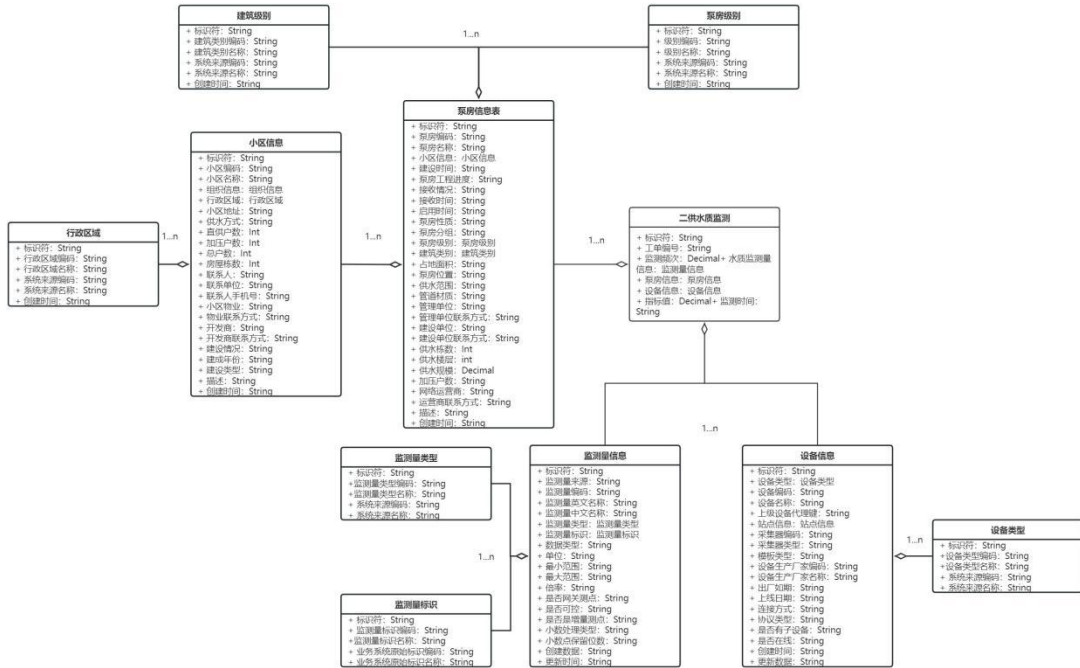 建筑级别
+ 标识符：String
+ 建筑类别编码：String
+ 建筑类别名称：String
+ 系统来源编码：String
+ 系统来源名称：String
+ 创建时间：String
1...n
泵房级别
+ 标识符：String
+ 级别编码：String
+ 级别名称：String
+ 系统来源编码：String
+ 系统来源名称：String
+ 创建时间：String
行政区域
+ 标识符：String
+ 行政区域编码：String
+ 行政区域名称：String
+ 系统来源编码：String
+ 系统来源名称：String
+ 创建时间：String
1...n
小区信息
+ 标识符：String
+ 小区编码：String
+ 小区名称：String
+ 组织信息：组织信息
+ 行政区域：行政区域
+ 小区地址：String
+ 供水方式：String
+ 直供户数：Int
+ 加压户数：Int
+ 总户数：Int
+ 房屋栋数：Int
+ 联系人：String
+ 联系单位：String
+ 联系人手机号：String
+ 小区物业：String
+ 物业联系方式：String
+ 开发商：String
+ 开发商联系方式：String
+ 建设情况：String
+ 建成年份：String
+ 建设类型：String
+ 描述：String
+ 创建时间：String
1...n
泵房信息表
+ 标识符：String
+ 泵房编码：String
+ 泵房名称：String
+ 小区信息：小区信息
+ 建设时间：String
+ 泵房工程进度：String
+ 接收情况：String
+ 接收时间：String
+ 启用时间：String
+ 泵房性质：String
+ 泵房分组：String
+ 泵房级别：泵房级别
+ 建筑类别：建筑类别
+ 占地面积：String
+ 泵房位置：String
+ 供水范围：String
+ 管道材质：String
+ 管理单位：String
+ 管理单位联系方式：String
+ 建设单位：String
+ 建设单位联系方式：String
+ 供水栋数：Int
+ 供水楼层：int
+ 供水规模：Decimal
+ 加压户数：String
+ 网络运营商：String
+ 运营商联系方式：String
+ 描述：String
+ 创建时间：String
1...n
二供水质监测
+ 标识符：String
+ 工单编号：String
+ 监测频次：Decimal+ 水质监测量
信息：监测量信息
+ 泵房信息：泵房信息
+ 设备信息：设备信息
+ 指标值：Decimal+ 监测时间：
String
1...n
监测量类型
+ 标识符：String
+监测量类型编码：String
+监测量类型名称：String
+ 系统来源编码：String
+ 系统来源名称：String
1...n
监测量标识
+ 标识符：String
+ 监测量标识编码：String
+监测量标识名称：String
+ 业务系统原始标识编码：String
+ 业务系统原始标识名称：String
监测量信息
+ 标识符：String
+ 监测量来源：String
+ 监测量编码：String
+ 监测量英文名称：String
+ 监测量中文名称：String
+ 监测量类型：监测量类型
+ 监测量标识：监测量标识
+ 数据类型：String
+ 单位：String
+ 最小范围：String
+ 最大范围：String
+ 倍率：String
+ 是否网关测点：String
+ 是否可控：String
+ 是否是增量测点：String
+ 小数处理类型：String
+ 小数点保留位数：String
+ 创建数据：String
+ 更新时间：String
设备信息
+ 标识符：String
+ 设备类型：设备类型
+ 设备编码：String
+ 设备名称：String
+ 上级设备代理键：String
+ 站点信息：站点信息
+ 采集器编码：String
+ 采集器类型：String
+ 模板类型：String
+ 设备生产厂家编码：String
+ 设备生产厂家名称：String
+ 出厂如期：String
+ 上线日期：String
+ 连接方式：String
+ 协议类型：String
+ 是否有子设备：String
+ 是否在线：String
+ 创建时间：String
+ 更新数据：String
1...n
设备类型
+ 标识符：String
+设备类型编码：String
+设备类型名称：String
+ 系统来源编码：String
+ 系统来源名称：String